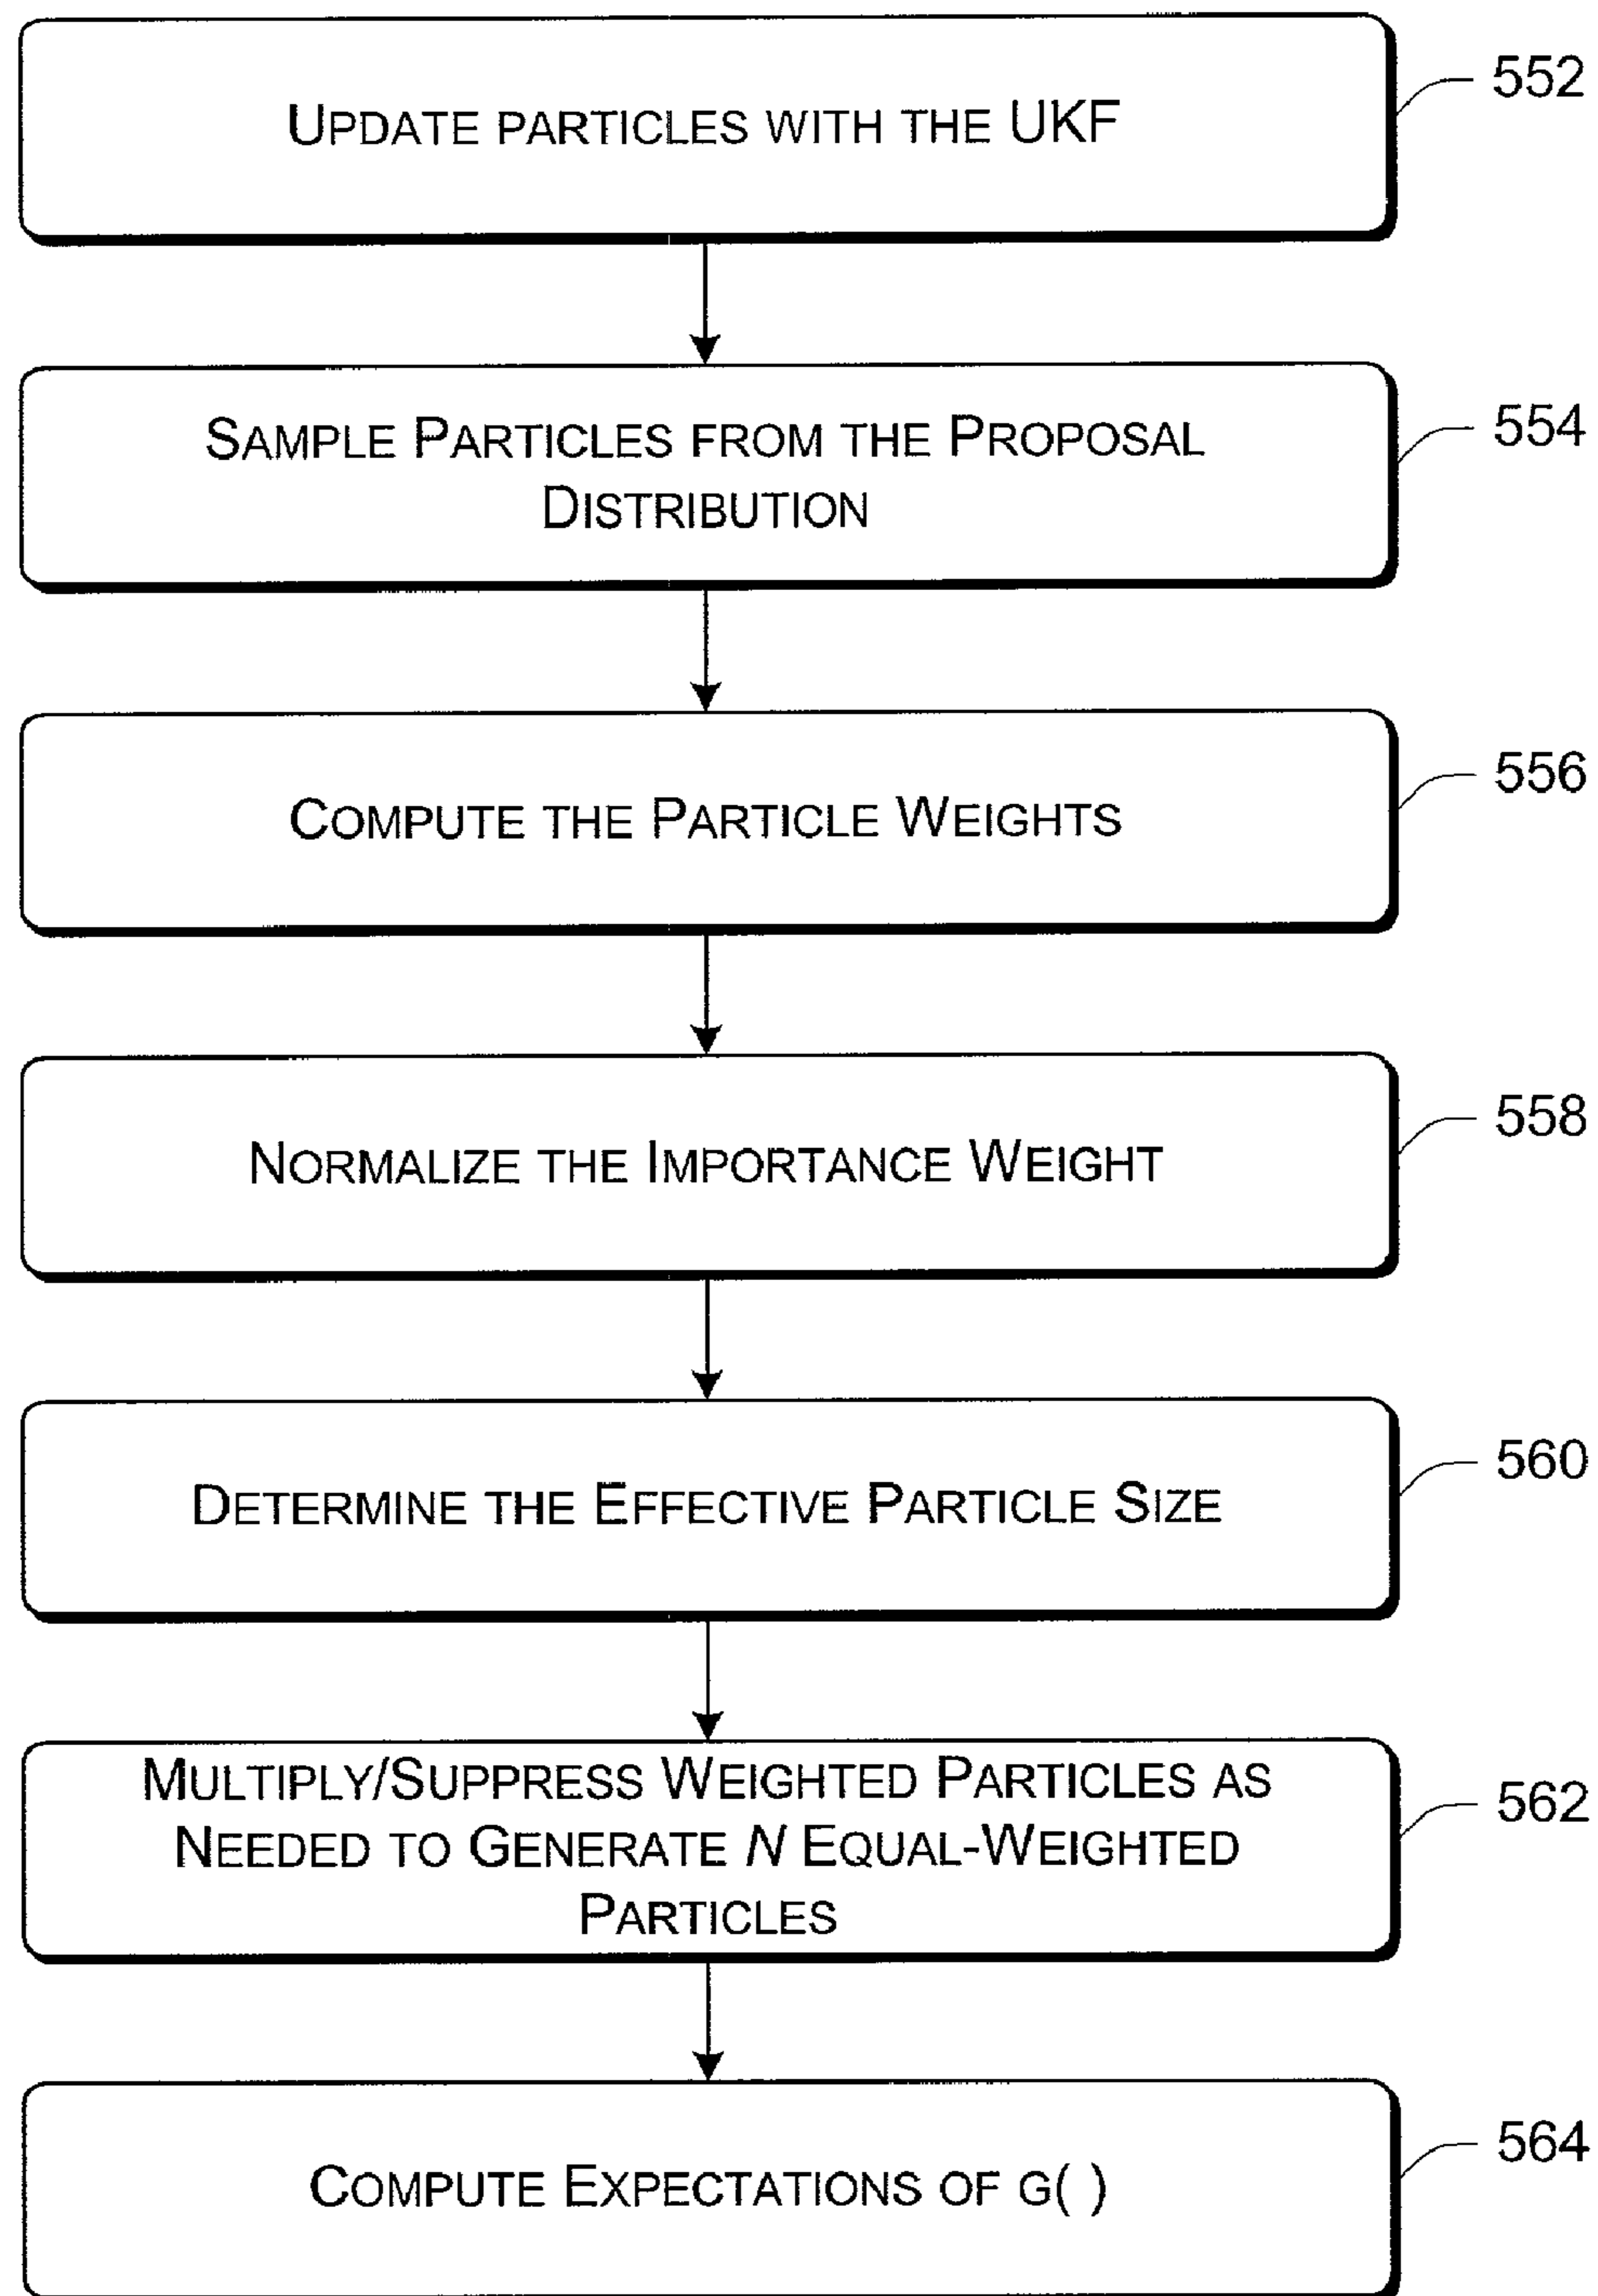 UPDATE PARTICLES WITH THE UKF
552
SAMPLE PARTICLES FROM THE PROPOSAL
DISTRIBUTION
554
COMPUTE THE PARTICLE WEIGHTS
556
NORMALIZE THE IMPORTANCE WEIGHT
558
DETERMINE THE EFFECTIVE PARTICLE SIZE
560
MULTIPLY/SUPPRESS WEIGHTED PARTICLES AS
NEEDED TO GENERATE N EQUAL-WEIGHTED
PARTICLES
562
COMPUTE EXPECTATIONS OF G( )
564